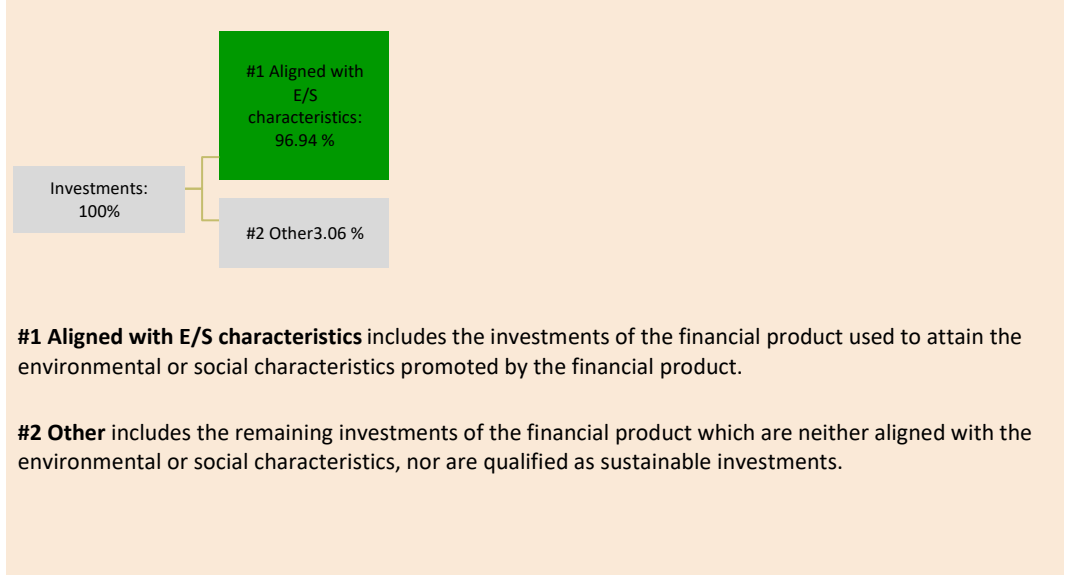 #1 Aligned with
E/S
characteristics:
96.94 %
Investments:
100%
#2 Other3.06 %
#1 Aligned with E/S characteristics includes the investments of the financial product used to attain the
environmental or social characteristics promoted by the financial product.
#2 Other includes the remaining investments of the financial product which are neither aligned with the
environmental or social characteristics, nor are qualified as sustainable investments.